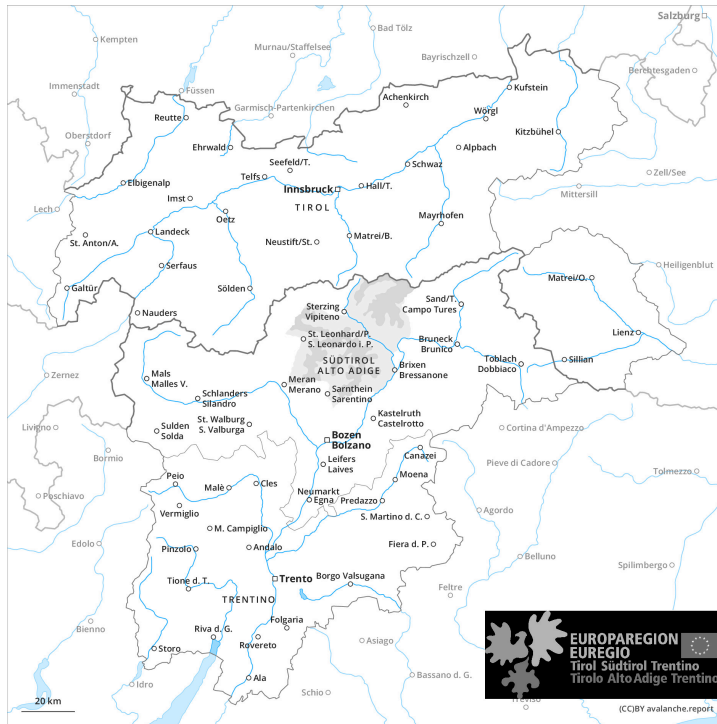 Salzburg
Kempten
Bad Tölz
Murnau/Staffelsee
Bayrischzell
Berchtesgaden
Immenstadt
Füssen
Garmisch-Partenkirchen
Achenkirch
Kufstein
Reutte
Wörgl
Kitzbühel
Oberstdorf
Ehrwald
Seefeld/T.
Alpbach
Schwaz
Telfs
Zell/See
Elbigenalp
Innsbruck
Hall/T.
Mittersill
Imst
TIROL
Lech
Oetz
Mayrhofen
St. Anton/A.
Landeck
Neustift/St.
Matrei/B.
Serfaus
Heiligenblut
Matrei/O.
Galtür
Sölden
Sterzing
Vipiteno
Sand/T.
Campo Tures
Nauders
Lienz
St. Leonhard/P.
S. Leonardo i. P.
Bruneck
Brunico
SÜDTIROL
ALTO ADIGE
Toblach
Dobbiaco
Sillian
Zernez
Mals
Malles V.
Meran
Merano
Brixen
Bressanone
Schlanders
Silandro
Sarnthein
Sarentino
Livigno
Sulden
Solda
St. Walburg
S. Valburga
Kastelruth
Castelrotto
Cortina d'Ampezzo
Bozen
Bolzano
Bormio
Canazei
Leifers
Laives
Pieve di Cadore
Tolmezzo
Peio
Malè
Cles
Moena
Poschiavo
Neumarkt
Egna
Predazzo
Vermiglio
Agordo
S. Martino d. C.
M. Campiglio
Edolo
Pinzolo
Andalo
Fiera d. P.
Belluno
Spilimbergo
Tione d. T.
Trento
Borgo Valsugana
Feltre
TRENTINO
Bienno
Folgaria
Riva d. G.
Rovereto
Asiago
Storo
Ala
Idro
Schio
Bassano d. G.
Treviso
EUROPAREGION
EUREGIO
Tirol Südtirol Trentino
Tirolo Alto Adige Trentino
20 km
(CC)BY avalanche.report